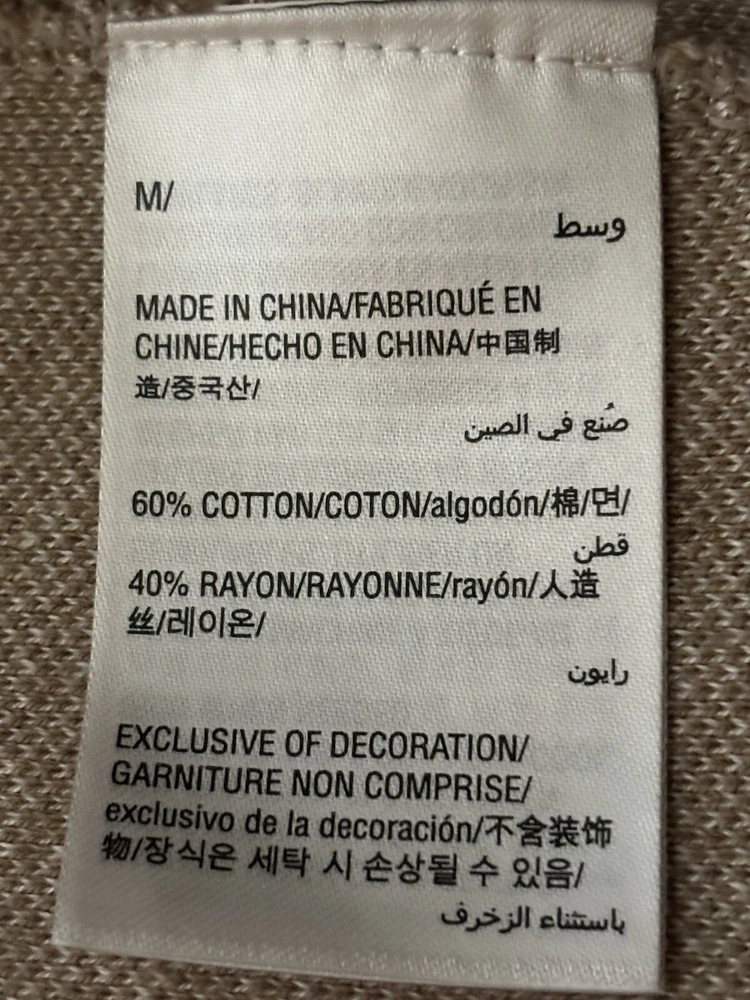 M/
وسط
MADE IN CHINA/FABRIQUÉ EN
CHINE/HECHO EN CHINA/中国制
造/중국산/
صُنع في الصين
60% COTTON/COTON/algodón/棉/면/
قطن
40% RAYON/RAYONNE/rayón/人造
丝/레이온/
رايون
EXCLUSIVE OF DECORATION/
GARNITURE NON COMPRISE/
exclusivo de la decoración/不含装饰
物/장식은 세탁 시 손상될 수 있음/
باستثناء الزخرف